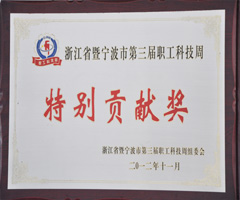 浙江省暨宁波市第三届职工科技周
特别贡献奖
浙江省暨宁波市第三届职工科技周组委会
二〇一二年十一月